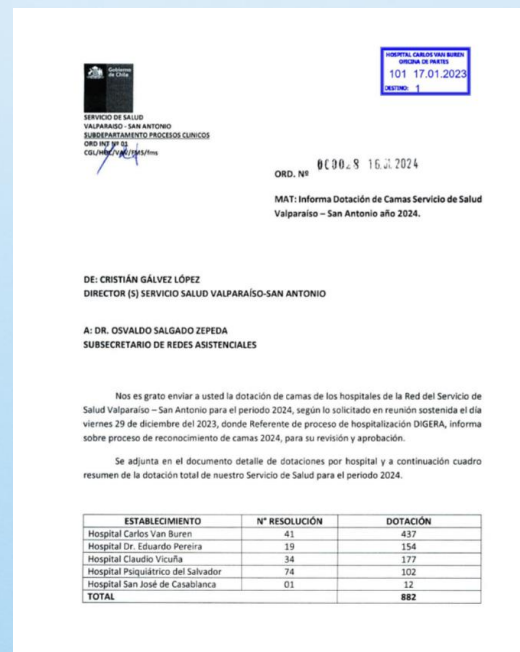 Gobierno
de Chile
HOSPITAL CARLOS VAN BUREN
OFICINA DE PARTES
101 17.01.2023
DESTINO: 1
SERVICIO DE SALUD
VALPARAISO - SAN ANTONIO
SUBDEPARTAMENTO PROCESOS CLINICOS
ORD INT Nº 01
ORD. Nº
MAT: Informa Dotación de Camas Servicio de Salud
Valparaíso – San Antonio año 2024.
DE: CRISTIÁN GÁLVEZ LÓPEZ
DIRECTOR (S) SERVICIO SALUD VALPARAÍSO-SAN ANTONIO
A: DR. OSVALDO SALGADO ZEPEDA
SUBSECRETARIO DE REDES ASISTENCIALES
Nos es grato enviar a usted la dotación de camas de los hospitales de la Red del Servicio de
Salud Valparaíso – San Antonio para el periodo 2024, según lo solicitado en reunión sostenida el día
viernes 29 de diciembre del 2023, donde Referente de proceso de hospitalización DIGERA, informa
sobre proceso de reconocimiento de camas 2024, para su revisión y aprobación.
Se adjunta en el documento detalle de dotaciones por hospital y a continuación cuadro
resumen de la dotación total de nuestro Servicio de Salud para el periodo 2024.
ESTABLECIMIENTO N° RESOLUCIÓN DOTACIÓN
Hospital Carlos Van Buren 41 437
Hospital Dr. Eduardo Pereira 19 154
Hospital Claudio Vicuña 34 177
Hospital Psiquiátrico del Salvador 74 102
Hospital San José de Casablanca 01 12
TOTAL 882